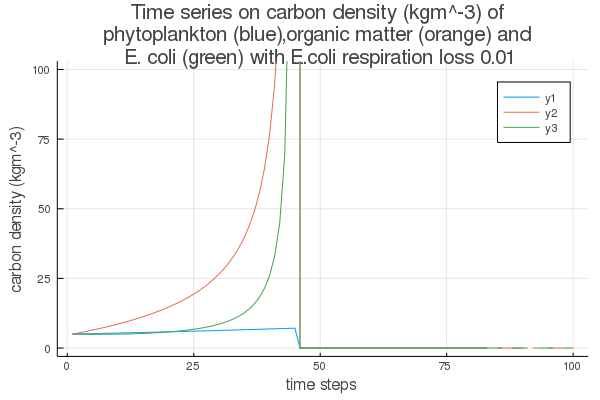 Time series on carbon density (kgm^-3) of
phytoplankton (blue),organic matter (orange) and
E. coli (green) with E.coli respiration loss 0.01
100
75
50
25
0
carbon density (kgm^-3)
y1
y2
y3
0 25 50 75 100
time steps